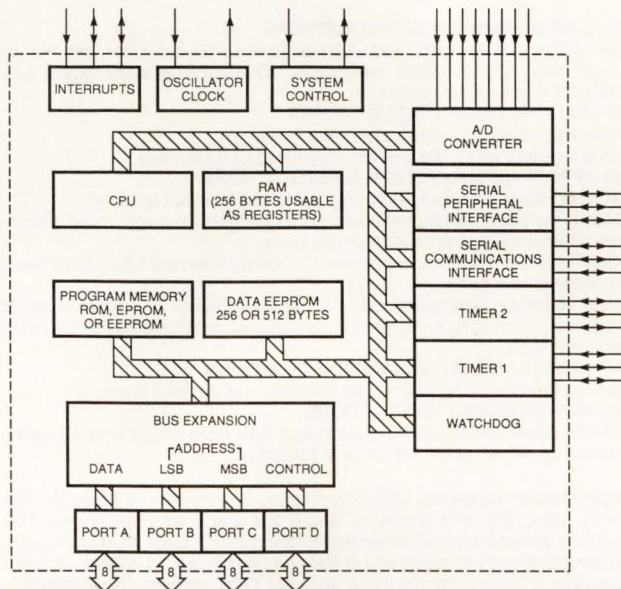 INTERRUPTS
OSCILLATOR
CLOCK
SYSTEM
CONTROL
A/D
CONVERTER
CPU
RAM
(256 BYTES USABLE
AS REGISTERS)
SERIAL
PERIPHERAL
INTERFACE
SERIAL
COMMUNICATIONS
INTERFACE
PROGRAM MEMORY
ROM, EPROM,
OR EEPROM
DATA EEPROM
256 OR 512 BYTES
TIMER 2
TIMER 1
WATCHDOG
BUS EXPANSION
ADDRESS
DATA
LSB
MSB
CONTROL
PORT A
PORT B
PORT C
PORT D
8
8
8
8